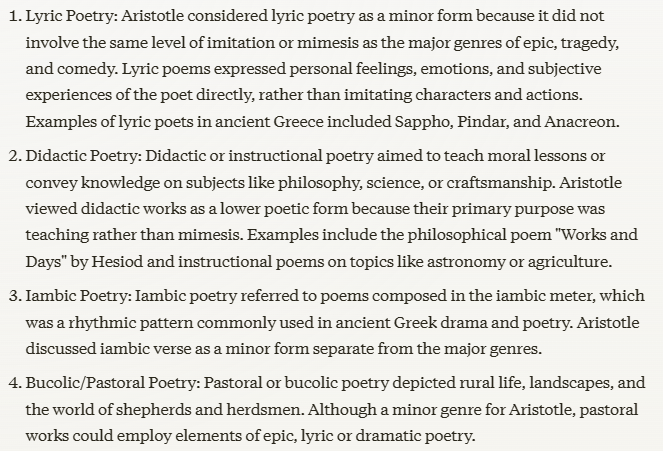 1. Lyric Poetry: Aristotle considered lyric poetry as a minor form because it did not
involve the same level of imitation or mimesis as the major genres of epic, tragedy,
and comedy. Lyric poems expressed personal feelings, emotions, and subjective
experiences of the poet directly, rather than imitating characters and actions.
Examples of lyric poets in ancient Greece included Sappho, Pindar, and Anacreon.
2. Didactic Poetry: Didactic or instructional poetry aimed to teach moral lessons or
convey knowledge on subjects like philosophy, science, or craftsmanship. Aristotle
viewed didactic works as a lower poetic form because their primary purpose was
teaching rather than mimesis. Examples include the philosophical poem "Works and
Days" by Hesiod and instructional poems on topics like astronomy or agriculture.
3. Iambic Poetry: Iambic poetry referred to poems composed in the iambic meter, which
was a rhythmic pattern commonly used in ancient Greek drama and poetry. Aristotle
discussed iambic verse as a minor form separate from the major genres.
4. Bucolic/Pastoral Poetry: Pastoral or bucolic poetry depicted rural life, landscapes, and
the world of shepherds and herdsmen. Although a minor genre for Aristotle, pastoral
works could employ elements of epic, lyric or dramatic poetry.